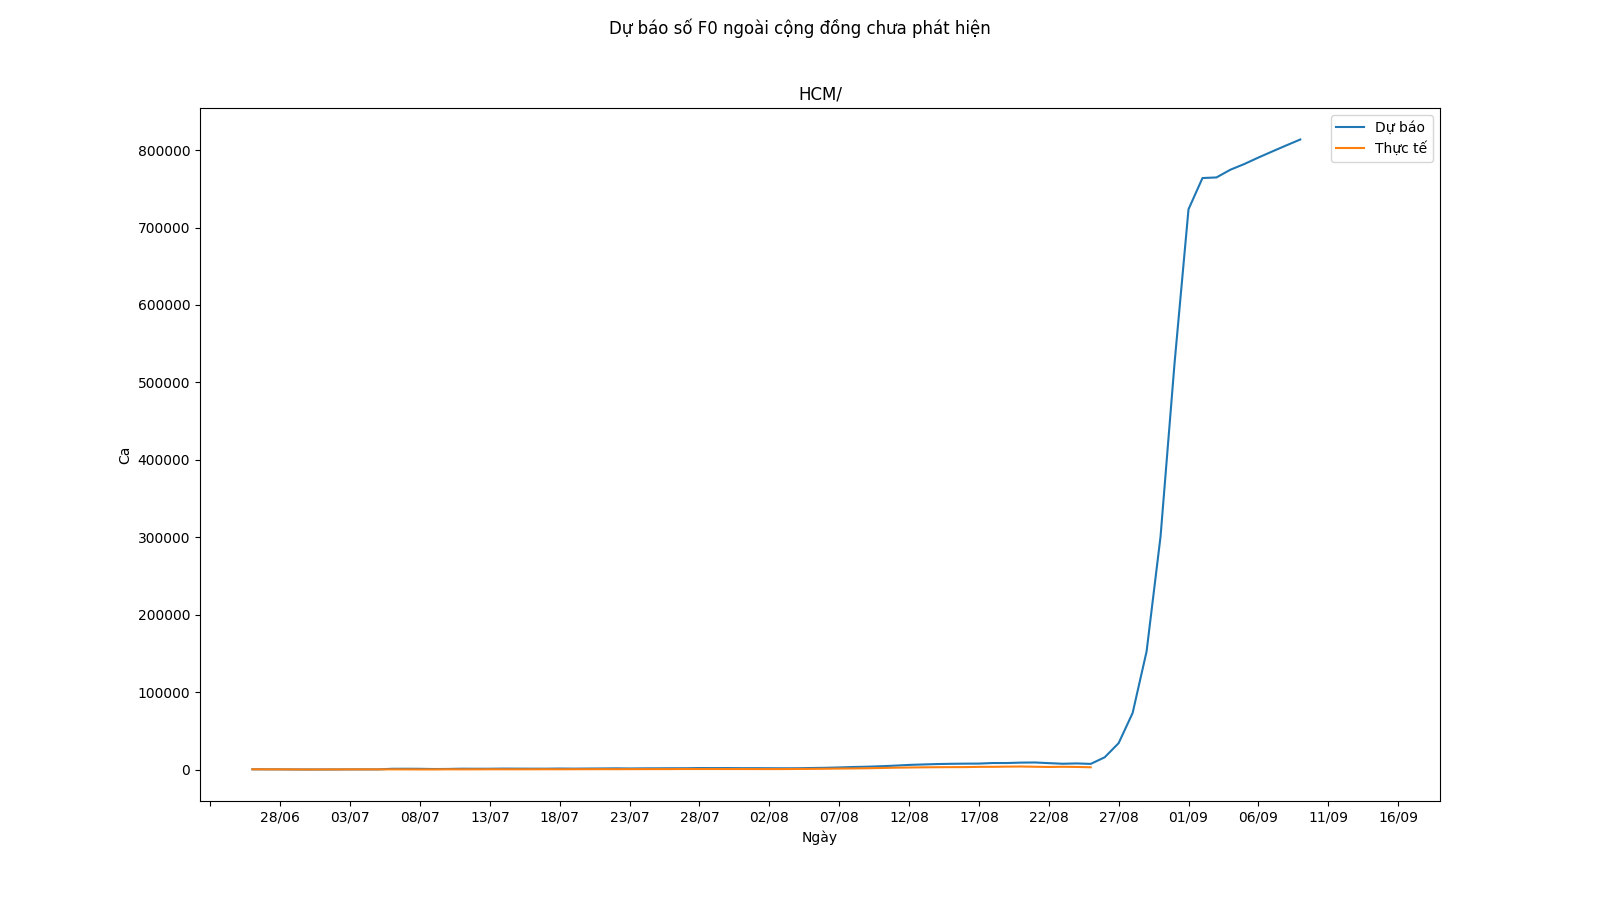 Dự báo số F0 ngoài cộng đồng chưa phát hiện
HCM/
Dự báo
Thực tế
800000
700000
600000
500000
400000
300000
200000
100000
0
Ca
28/06 03/07 08/07 13/07 18/07 23/07 28/07 02/08 07/08 12/08 17/08 22/08 27/08 01/09 06/09 11/09 16/09
Ngày